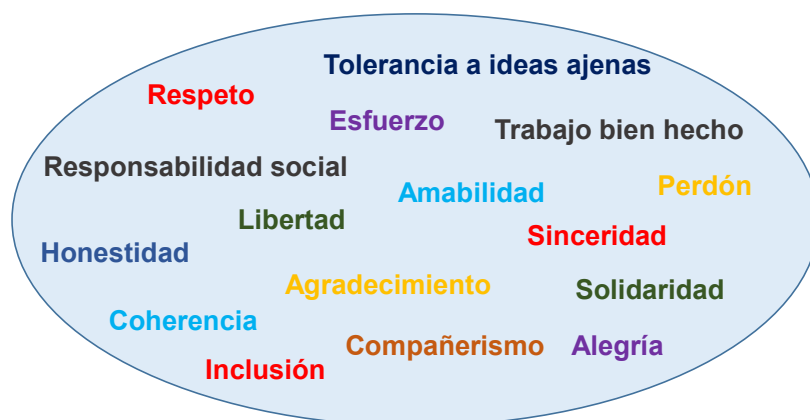 Tolerancia a ideas ajenas
Respeto
Esfuerzo
Trabajo bien hecho
Responsabilidad social
Amabilidad
Perdón
Libertad
Sinceridad
Honestidad
Agradecimiento
Solidaridad
Coherencia
Compañerismo
Alegría
Inclusión